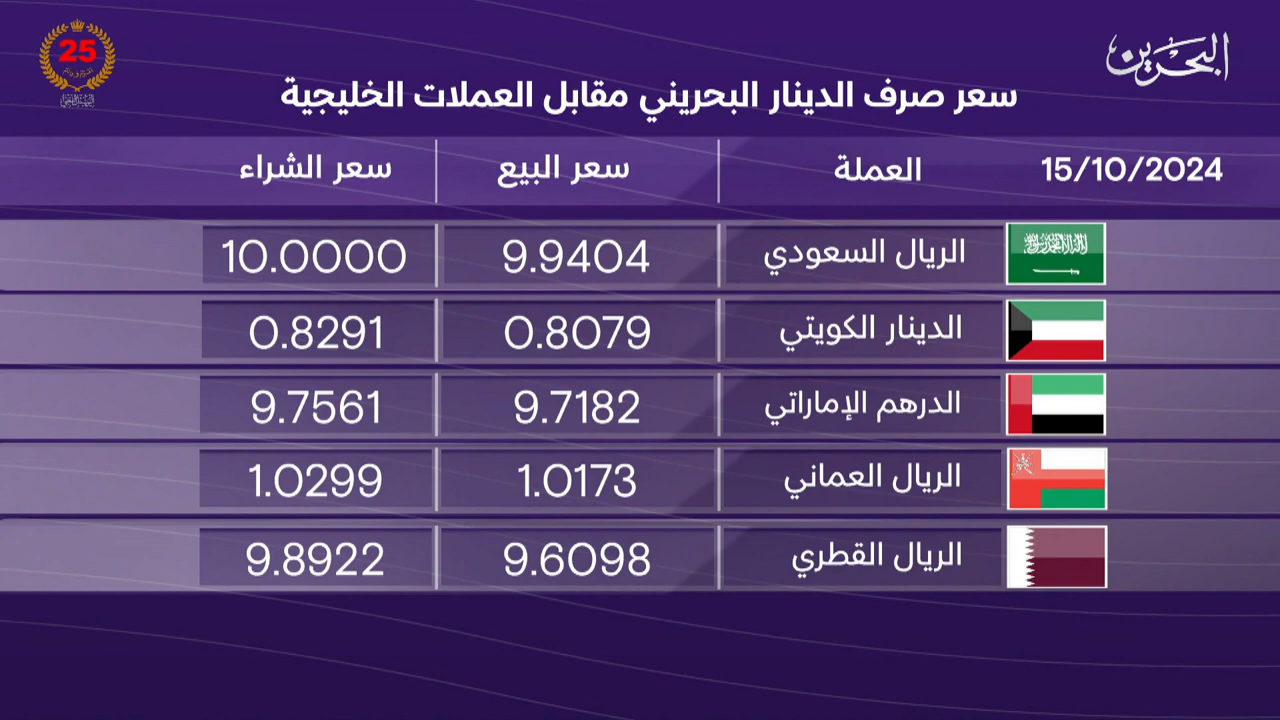 البحرين
25
سعر صرف الدينار البحريني مقابل العملات الخليجية
15/10/2024 العملة سعر البيع سعر الشراء
الريال السعودي 9.9404 10.0000
الدينار الكويتي 0.8079 0.8291
الدرهم الإماراتي 9.7182 9.7561
الريال العماني 1.0173 1.0299
الريال القطري 9.6098 9.8922